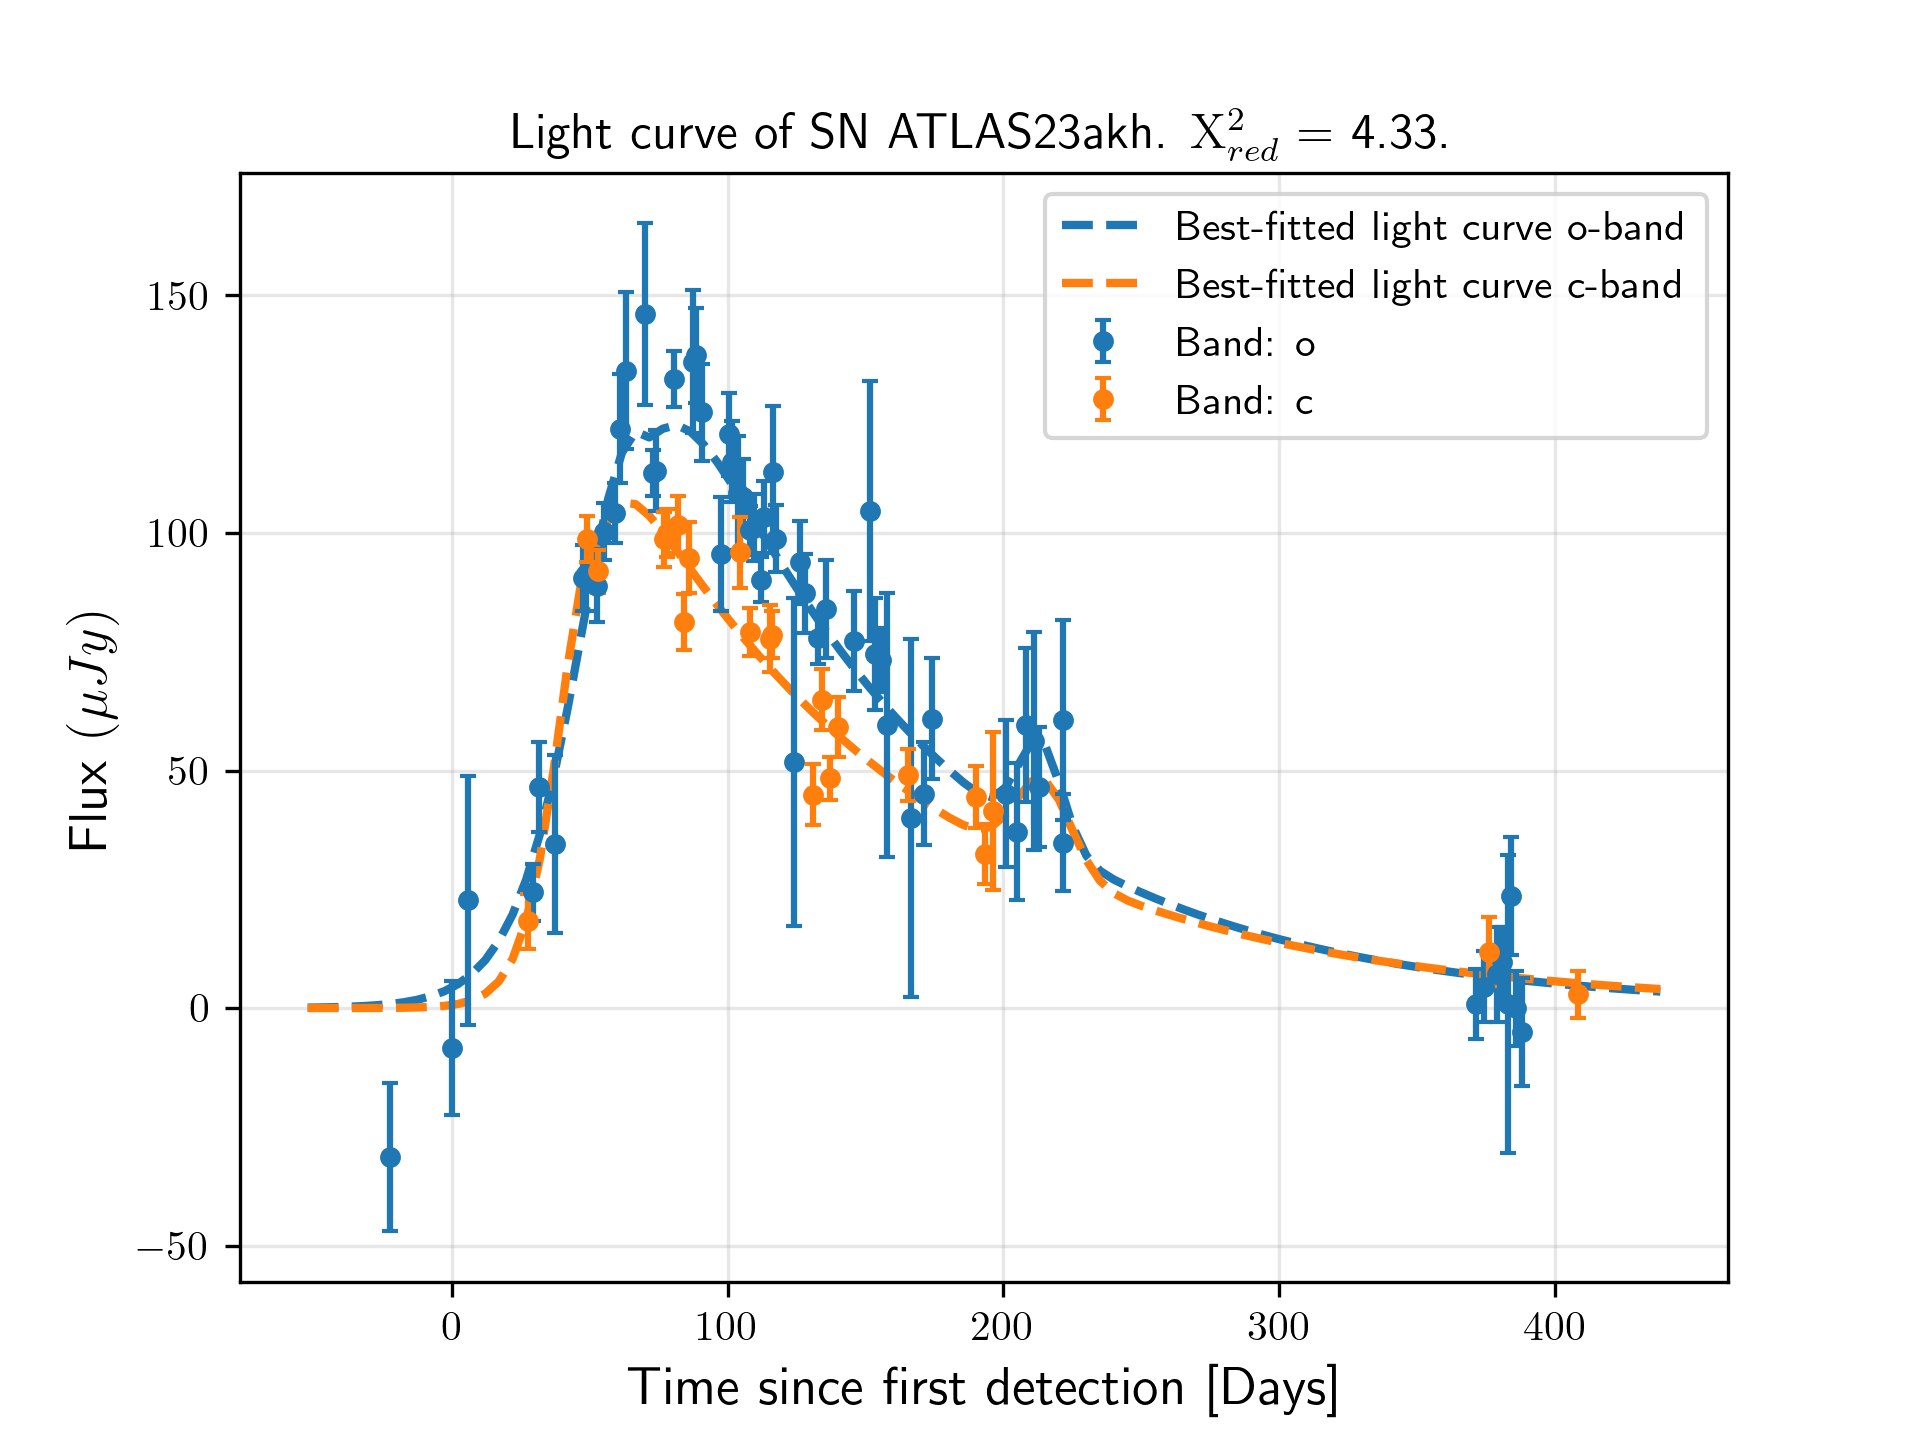 Light curve of SN ATLAS23akh. X²_red = 4.33.
Best-fitted light curve o-band
Best-fitted light curve c-band
Band: o
Band: c
150
100
50
0
−50
Flux (μJy)
0 100 200 300 400
Time since first detection [Days]